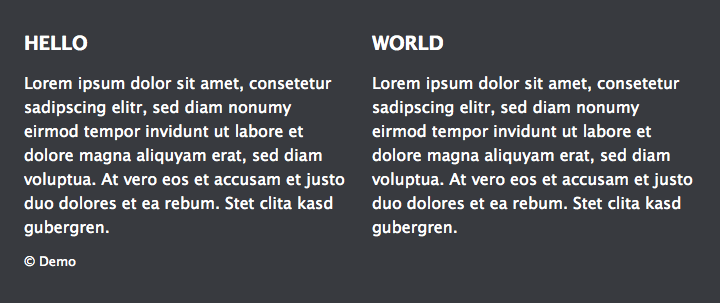 HELLO
Lorem ipsum dolor sit amet, consetetur
sadipscing elitr, sed diam nonumy
eirmod tempor invidunt ut labore et
dolore magna aliquyam erat, sed diam
voluptua. At vero eos et accusam et justo
duo dolores et ea rebum. Stet clita kasd
gubergren.
© Demo
WORLD
Lorem ipsum dolor sit amet, consetetur
sadipscing elitr, sed diam nonumy
eirmod tempor invidunt ut labore et
dolore magna aliquyam erat, sed diam
voluptua. At vero eos et accusam et justo
duo dolores et ea rebum. Stet clita kasd
gubergren.